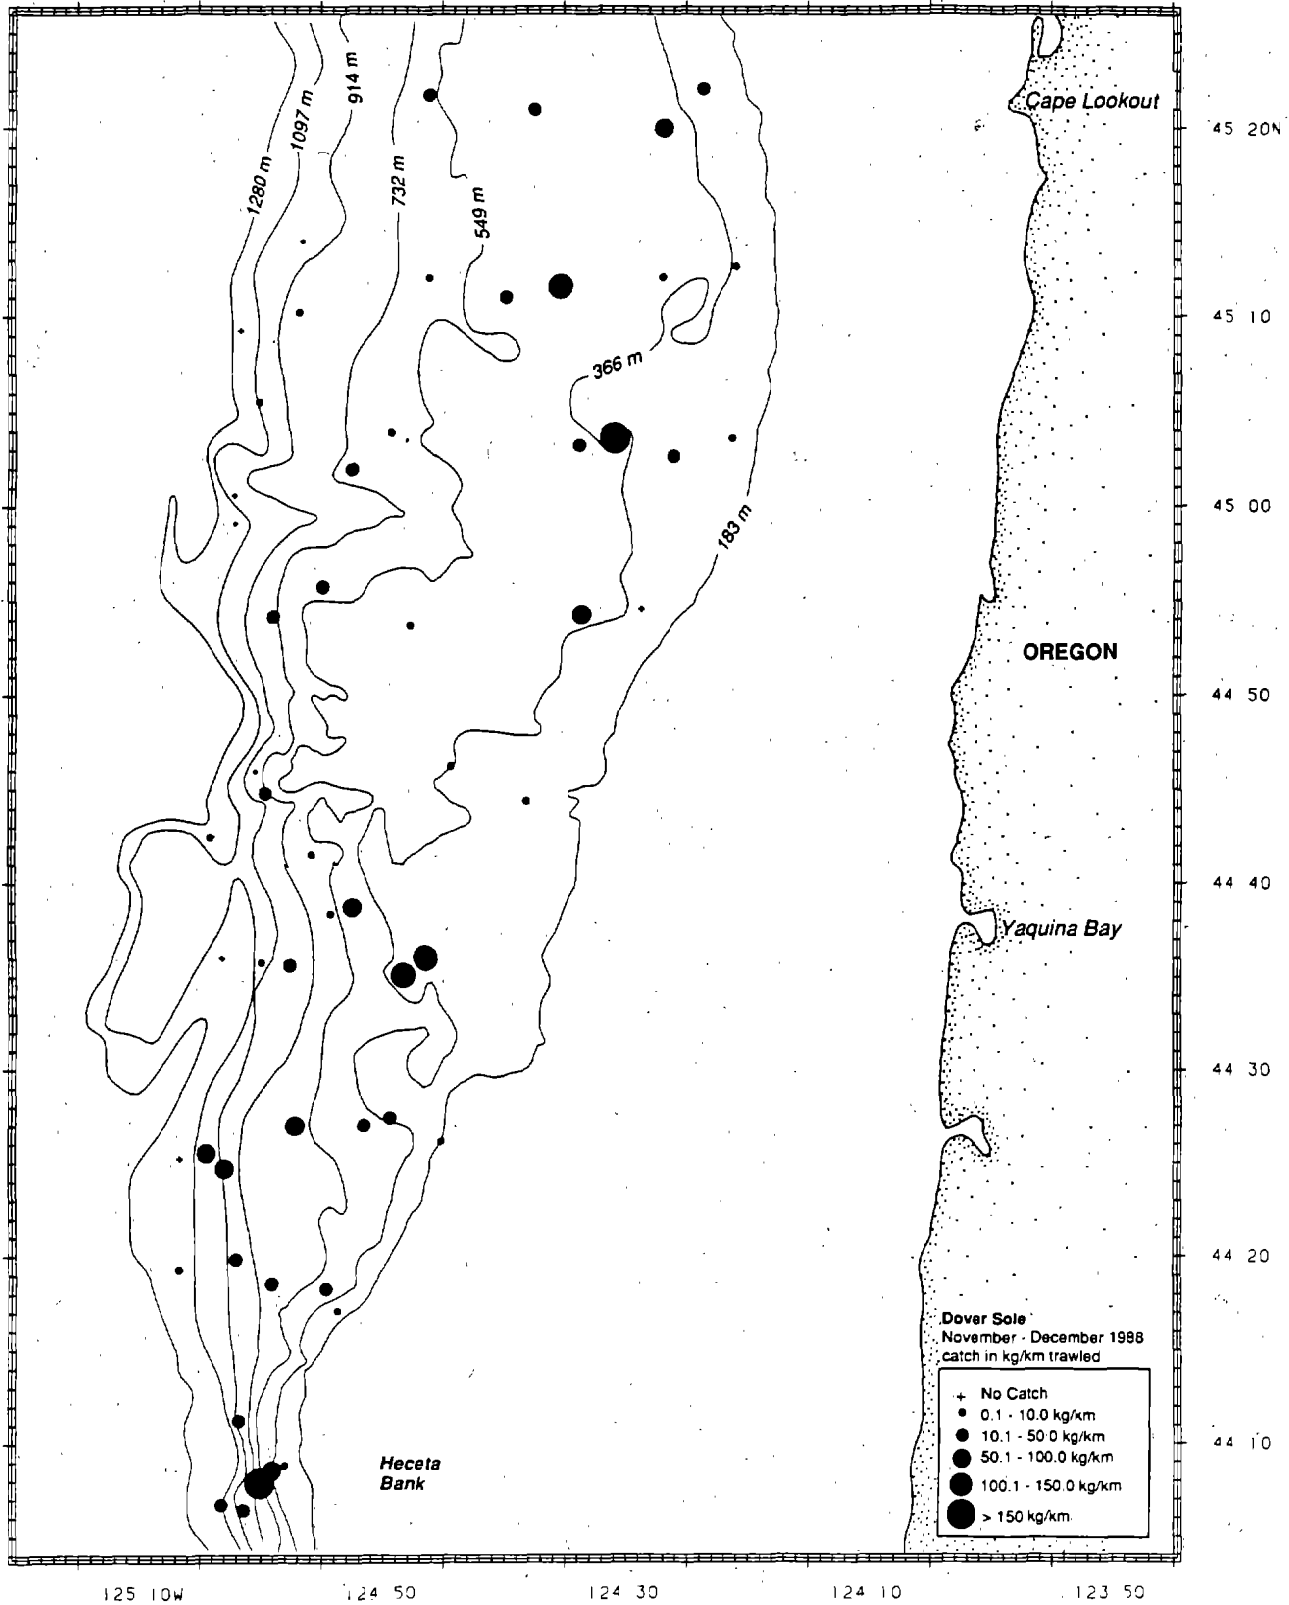 914 m
1097 m
1280 m
732 m
549 m
Cape Lookout
45 20N
45 10
366 m
183 m
45 00
OREGON
44 50
44 40
Yaquina Bay
44 30
44 20
Dover Sole
November - December 1988
catch in kg/km trawled
+ No Catch
0.1 - 10.0 kg/km
10.1 - 50.0 kg/km
50.1 - 100.0 kg/km
100.1 - 150.0 kg/km
> 150 kg/km
44 10
Heceta
Bank
125 10W
124 50
124 30
124 10
123 50